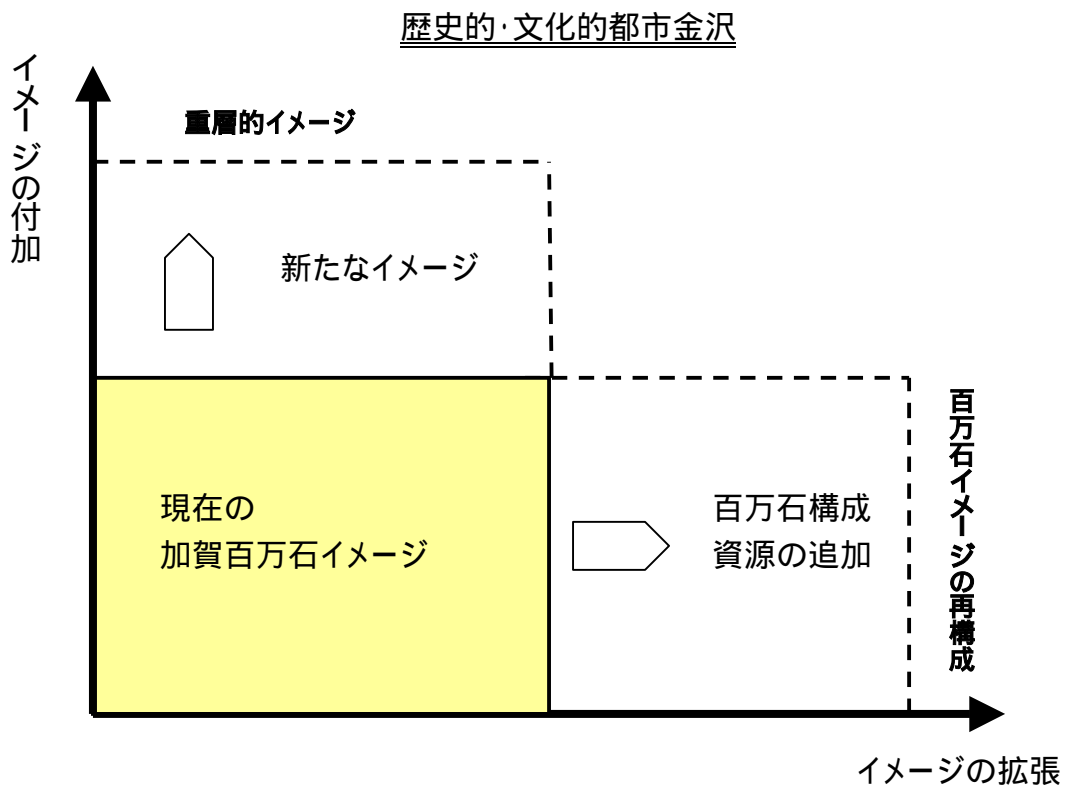 歴史的･文化的都市金沢
イメージの付加
重層的イメージ
新たなイメージ
現在の
加賀百万石イメージ
百万石構成
資源の追加
百万石イメージの再構成
イメージの拡張